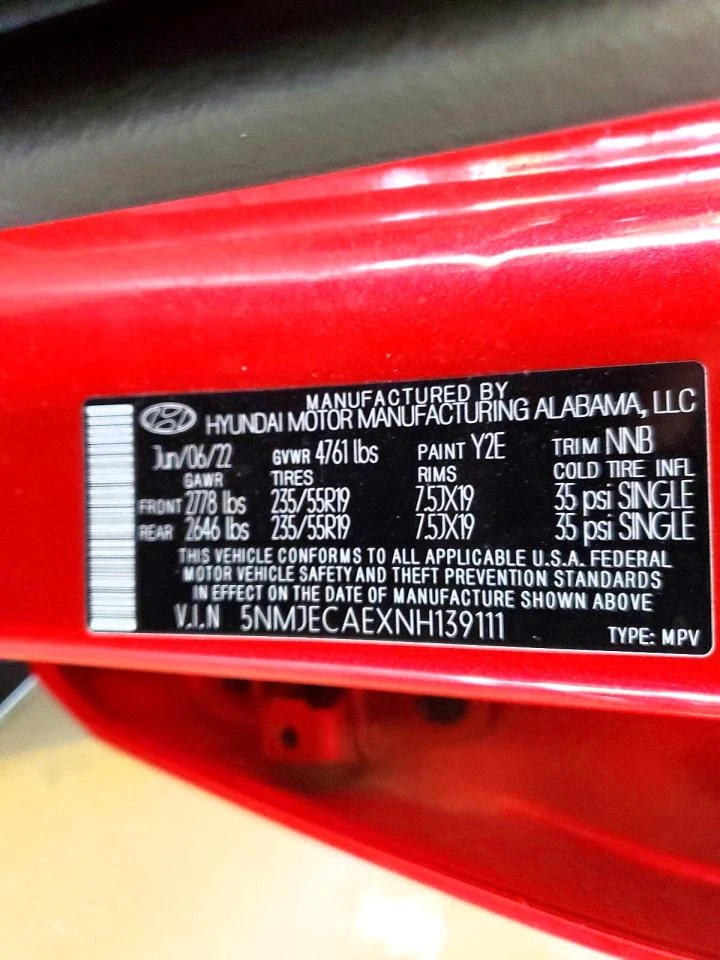 MANUFACTURED BY
HYUNDAI MOTOR MANUFACTURING ALABAMA, LLC
Jun/06/22 GVWR 4761 lbs PAINT Y2E TRIM NNB
GAWR TIRES RIMS COLD TIRE INFL
FRONT 2778 lbs 235/55R19 7.5JX19 35 psi SINGLE
REAR 2646 lbs 235/55R19 7.5JX19 35 psi SINGLE
THIS VEHICLE CONFORMS TO ALL APPLICABLE U.S.A. FEDERAL
MOTOR VEHICLE SAFETY AND THEFT PREVENTION STANDARDS
IN EFFECT ON THE DATE OF MANUFACTURE SHOWN ABOVE
V.I.N 5NMJECAEXNH139111 TYPE: MPV